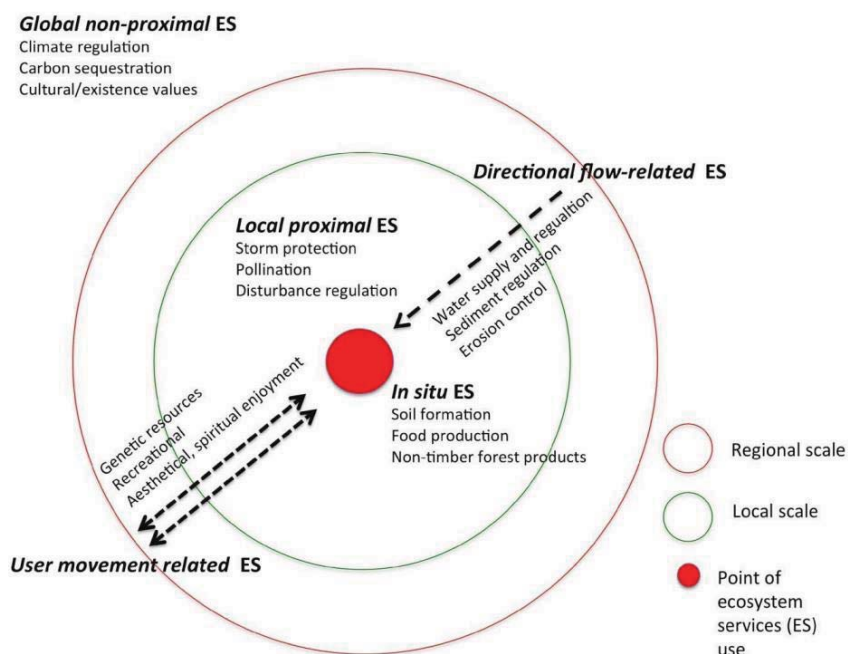 Global non-proximal ES
Climate regulation
Carbon sequestration
Cultural/existence values
Directional flow-related ES
Water supply and regualtion
Sediment regulation
Erosion control
Local proximal ES
Storm protection
Pollination
Disturbance regulation
In situ ES
Soil formation
Food production
Non-timber forest products
Genetic resources
Recreational
Aesthetical, spiritual enjoyment
User movement related ES
Regional scale
Local scale
Point of
ecosystem
services (ES)
use